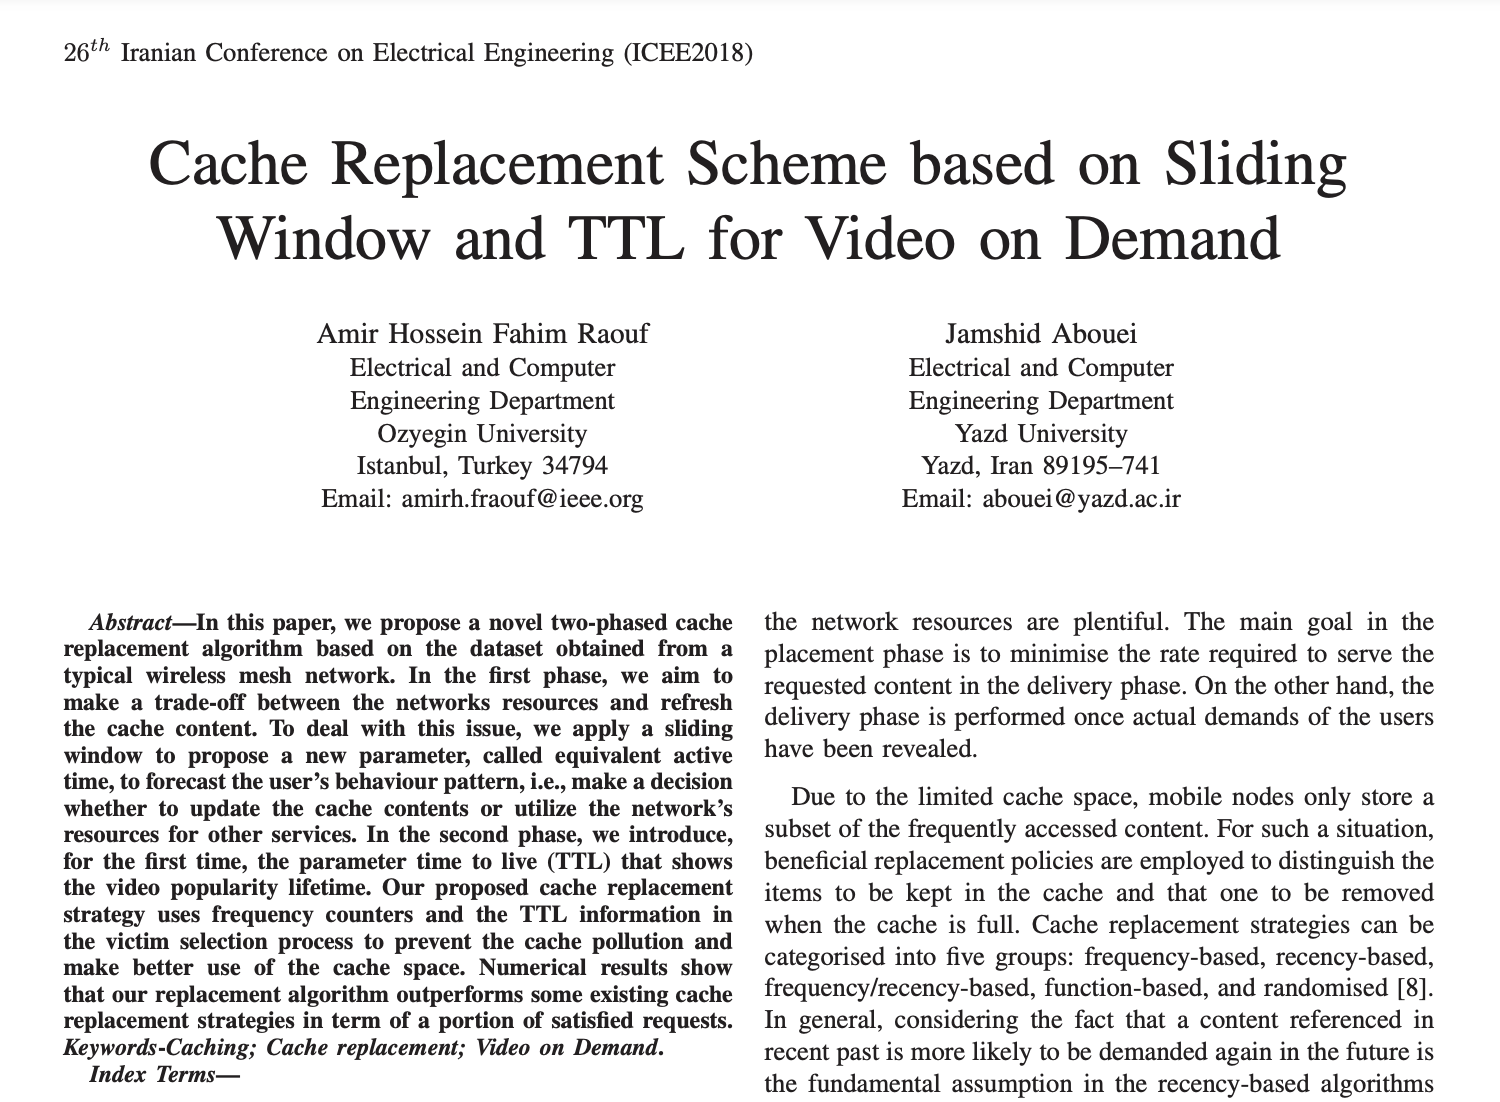 26th Iranian Conference on Electrical Engineering (ICEE2018)
Cache Replacement Scheme based on Sliding
Window and TTL for Video on Demand
Amir Hossein Fahim Raouf
Electrical and Computer
Engineering Department
Ozyegin University
Istanbul, Turkey 34794
Email: amirh.fraouf@ieee.org
Jamshid Abouei
Electrical and Computer
Engineering Department
Yazd University
Yazd, Iran 89195–741
Email: abouei@yazd.ac.ir
Abstract—In this paper, we propose a novel two-phased cache
replacement algorithm based on the dataset obtained from a
typical wireless mesh network. In the first phase, we aim to
make a trade-off between the networks resources and refresh
the cache content. To deal with this issue, we apply a sliding
window to propose a new parameter, called equivalent active
time, to forecast the user's behaviour pattern, i.e., make a decision
whether to update the cache contents or utilize the network's
resources for other services. In the second phase, we introduce,
for the first time, the parameter time to live (TTL) that shows
the video popularity lifetime. Our proposed cache replacement
strategy uses frequency counters and the TTL information in
the victim selection process to prevent the cache pollution and
make better use of the cache space. Numerical results show
that our replacement algorithm outperforms some existing cache
replacement strategies in term of a portion of satisfied requests.
Keywords-Caching; Cache replacement; Video on Demand.
Index Terms—
the network resources are plentiful. The main goal in the
placement phase is to minimise the rate required to serve the
requested content in the delivery phase. On the other hand, the
delivery phase is performed once actual demands of the users
have been revealed.
Due to the limited cache space, mobile nodes only store a
subset of the frequently accessed content. For such a situation,
beneficial replacement policies are employed to distinguish the
items to be kept in the cache and that one to be removed
when the cache is full. Cache replacement strategies can be
categorised into five groups: frequency-based, recency-based,
frequency/recency-based, function-based, and randomised [8].
In general, considering the fact that a content referenced in
recent past is more likely to be demanded again in the future is
the fundamental assumption in the recency-based algorithms